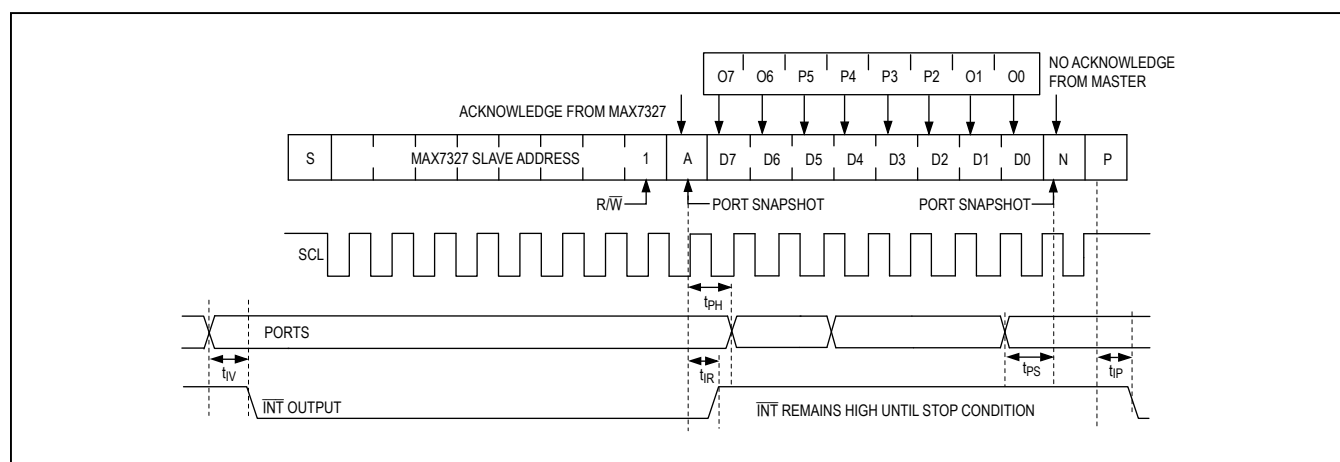 O7 O6 P5 P4 P3 P2 O1 O0
NO ACKNOWLEDGE
FROM MASTER
ACKNOWLEDGE FROM MAX7327
S MAX7327 SLAVE ADDRESS 1 A D7 D6 D5 D4 D3 D2 D1 D0 N P
R/W̅ PORT SNAPSHOT PORT SNAPSHOT
SCL
tPH
PORTS
tIV tIR tPS tIP
I̅N̅T̅ OUTPUT I̅N̅T̅ REMAINS HIGH UNTIL STOP CONDITION